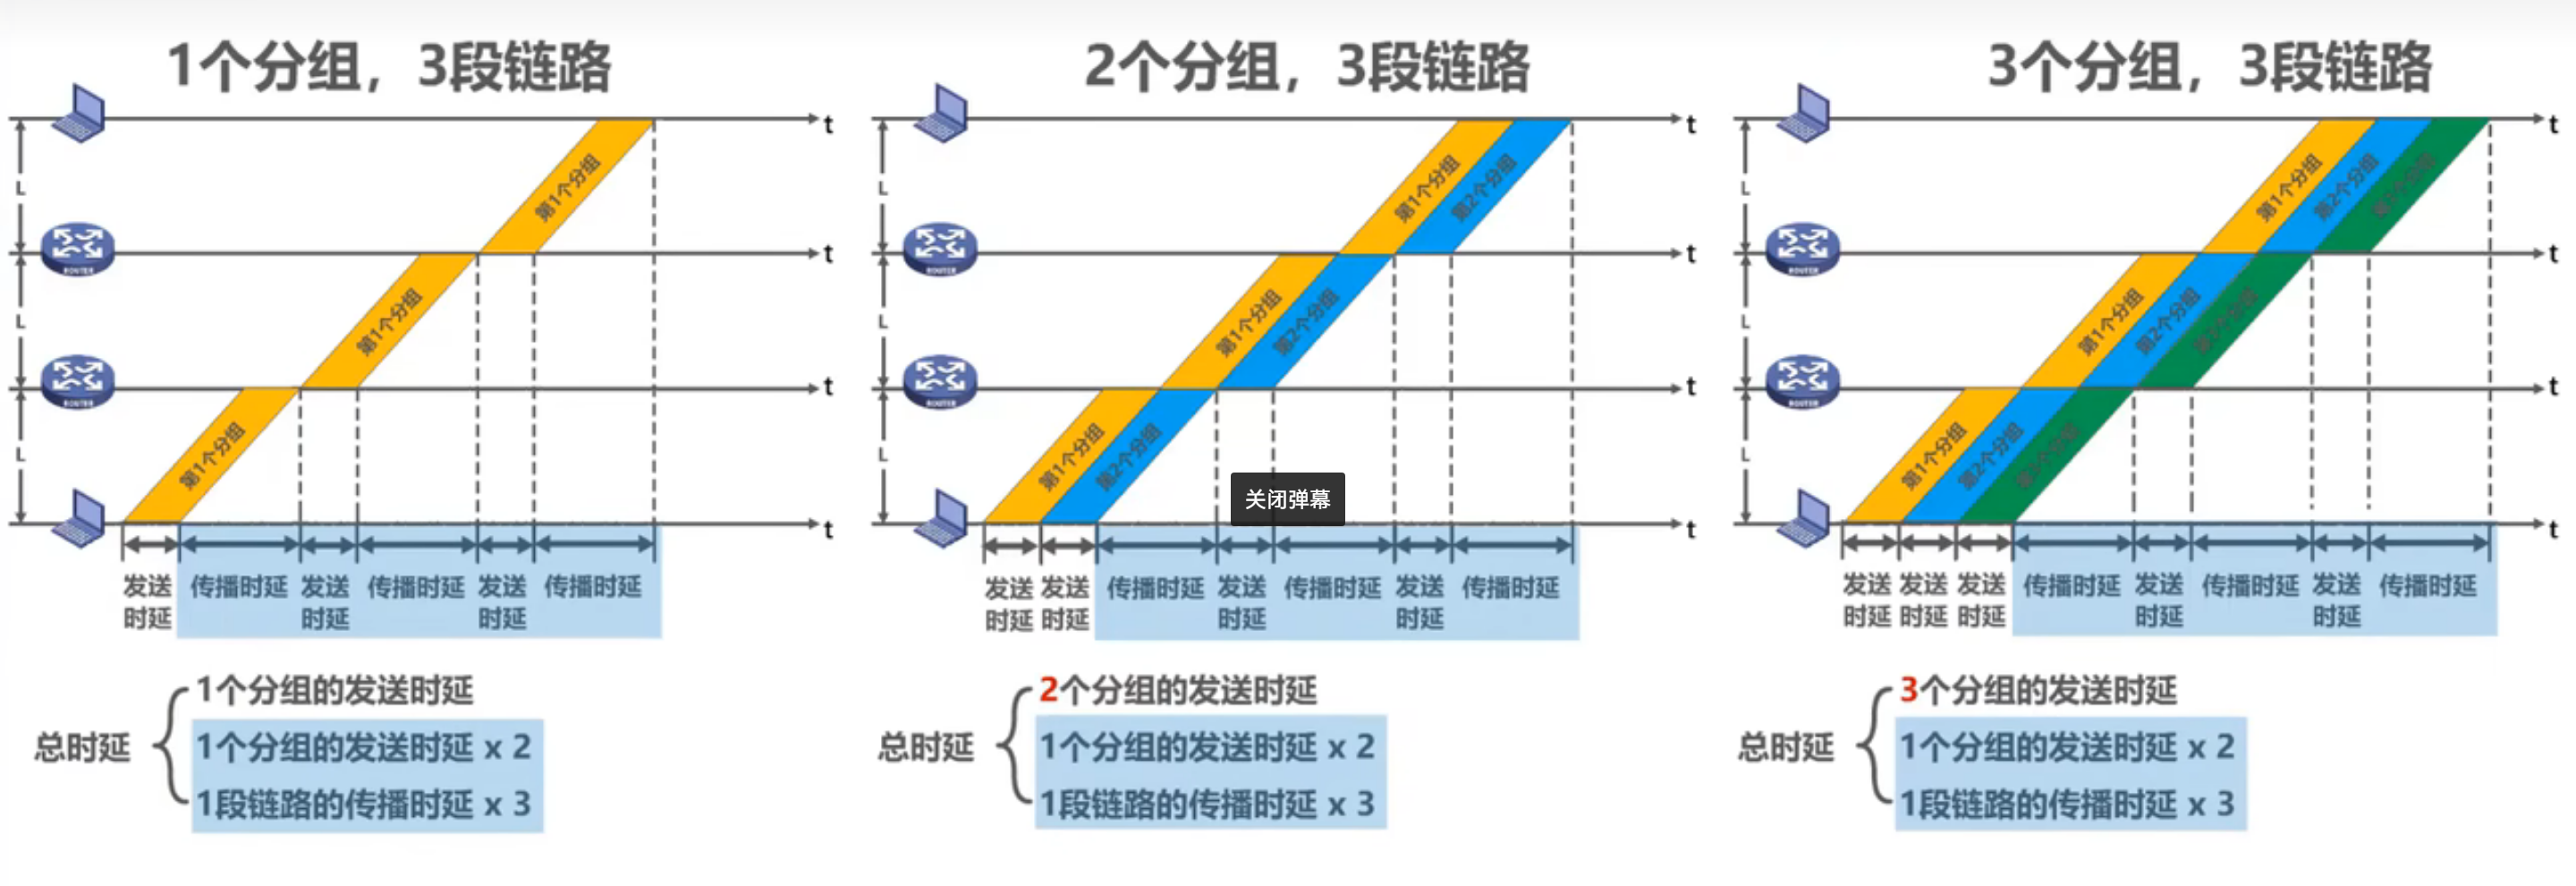 1个分组，3段链路
t
L
第1个分组
t
ROUTER
L
第1个分组
t
ROUTER
L
第1个分组
t
发送时延
传播时延
发送时延
传播时延
发送时延
传播时延
总时延
1个分组的发送时延
1个分组的发送时延 x 2
1段链路的传播时延 x 3
2个分组，3段链路
t
L
第1个分组
第2个分组
t
ROUTER
L
第1个分组
第2个分组
t
ROUTER
L
第1个分组
第2个分组
关闭弹幕
t
发送时延
发送时延
传播时延
发送时延
传播时延
发送时延
传播时延
总时延
2个分组的发送时延
1个分组的发送时延 x 2
1段链路的传播时延 x 3
3个分组，3段链路
t
L
第1个分组
第2个分组
第3个分组
t
ROUTER
L
第1个分组
第2个分组
第3个分组
t
ROUTER
L
第1个分组
第2个分组
第3个分组
t
发送时延
发送时延
发送时延
传播时延
发送时延
传播时延
发送时延
传播时延
总时延
3个分组的发送时延
1个分组的发送时延 x 2
1段链路的传播时延 x 3